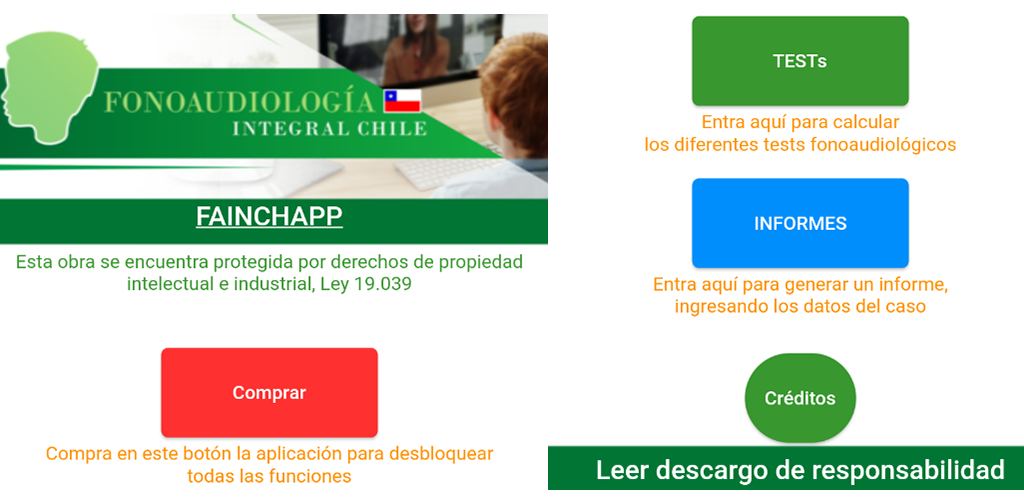 FONOAUDIOLOGÍA
INTEGRAL CHILE
FAINCHAPP
Esta obra se encuentra protegida por derechos de propiedad
intelectual e industrial, Ley 19.039
Comprar
Compra en este botón la aplicación para desbloquear
todas las funciones
TESTs
Entra aquí para calcular
los diferentes tests fonoaudiológicos
INFORMES
Entra aquí para generar un informe,
ingresando los datos del caso
Créditos
Leer descargo de responsabilidad